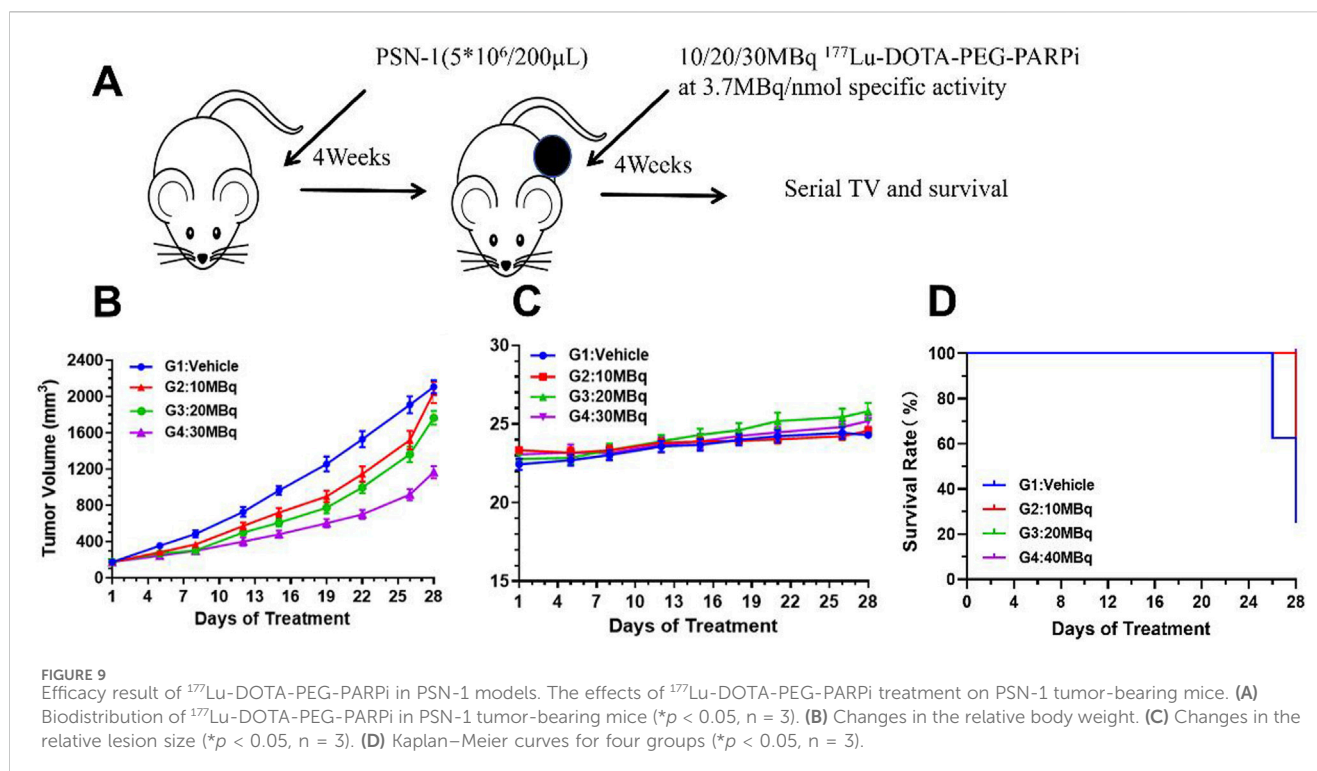 A
PSN-1(5*10⁶/200μL)
10/20/30MBq ¹⁷⁷Lu-DOTA-PEG-PARPi
at 3.7MBq/nmol specific activity
4Weeks
4Weeks
Serial TV and survival
B
G1:Vehicle
G2:10MBq
G3:20MBq
G4:30MBq
Tumor Volume (mm³)
2400
2000
1600
1200
800
400
0
1 5 7 10 13 16 19 22 25 28
Days of Treatment
C
G1:Vehicle
G2:10MBq
G3:20MBq
G4:30MBq
30
25
20
15
1 4 7 10 13 16 19 22 25 28
Days of Treatment
D
Survival Rate( %)
100
80
60
40
20
0
G1:Vehicle
G2:10MBq
G3:20MBq
G4:40MBq
0 4 8 12 16 20 24 28
Days of Treatment
FIGURE 9
Efficacy result of ¹⁷⁷Lu-DOTA-PEG-PARPi in PSN-1 models. The effects of ¹⁷⁷Lu-DOTA-PEG-PARPi treatment on PSN-1 tumor-bearing mice. (A)
Biodistribution of ¹⁷⁷Lu-DOTA-PEG-PARPi in PSN-1 tumor-bearing mice (*p < 0.05, n = 3). (B) Changes in the relative body weight. (C) Changes in the
relative lesion size (*p < 0.05, n = 3). (D) Kaplan–Meier curves for four groups (*p < 0.05, n = 3).